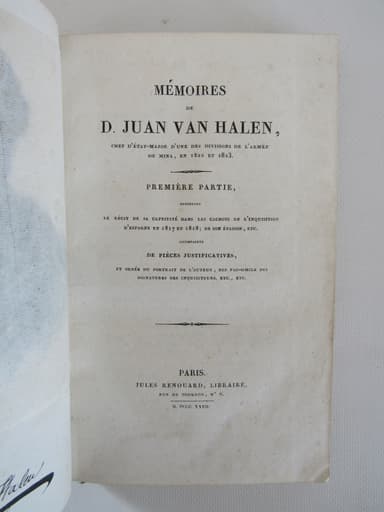 MÉMOIRES
DE
D. JUAN VAN HALEN,
CHEF D'ÉTAT-MAJOR D'UNE DES DIVISIONS DE L'ARMÉE
DE MINA, EN 1822 ET 1823.
PREMIÈRE PARTIE,
CONTENANT
LE RÉCIT DE SA CAPTIVITÉ DANS LES CACHOTS DE L'INQUISITION
D'ESPAGNE EN 1817 ET 1818; DE SON ÉVASION, ETC.
ACCOMPAGNÉE
DE PIÈCES JUSTIFICATIVES,
ET ORNÉE DU PORTRAIT DE L'AUTEUR, DES FAC-SIMILE DES
SIGNATURES DES INQUISITEURS, ETC., ETC.
PARIS.
JULES RENOUARD, LIBRAIRE,
RUE DE TOURNON, N° 6.
Halen